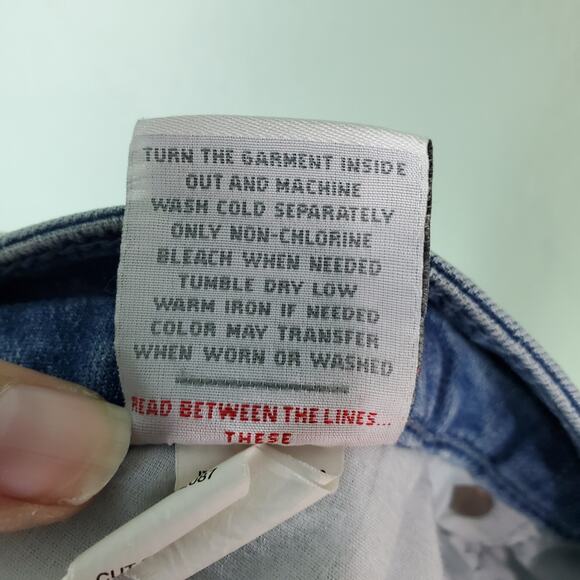 TURN THE GARMENT INSIDE
OUT AND MACHINE
WASH COLD SEPARATELY
ONLY NON-CHLORINE
BLEACH WHEN NEEDED
TUMBLE DRY LOW
WARM IRON IF NEEDED
COLOR MAY TRANSFER
WHEN WORN OR WASHED
READ BETWEEN THE LINES...
THESE